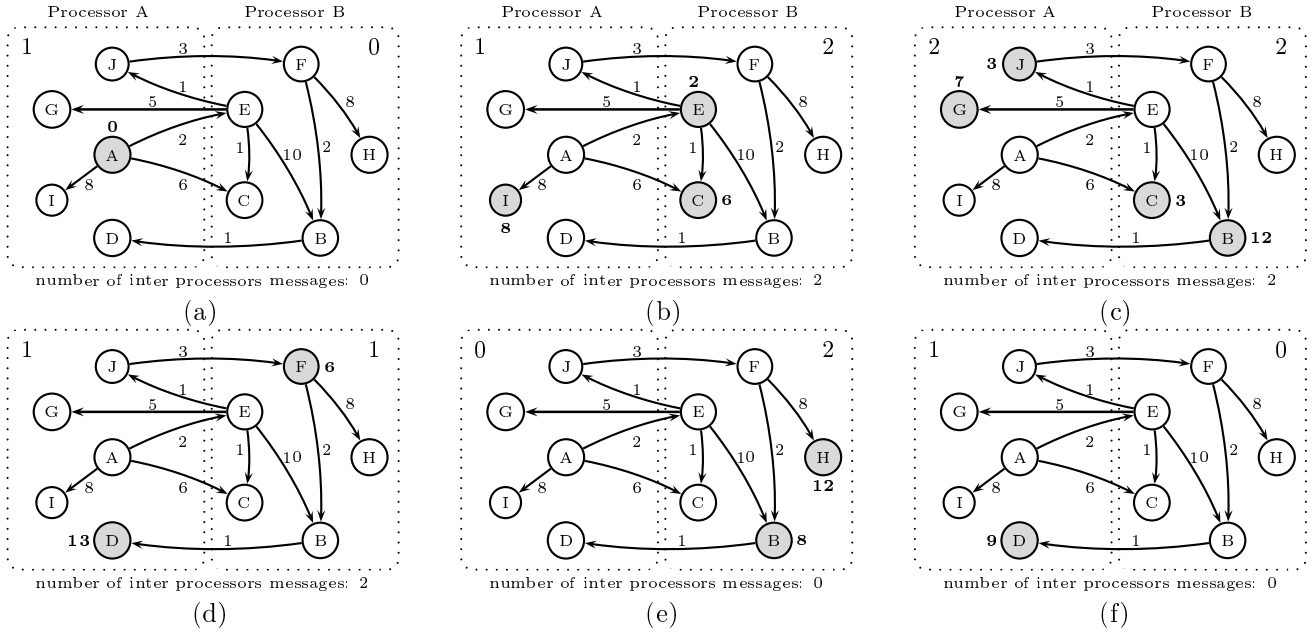 Processor A Processor B
1 0
J 3 F
1
G 5 E 8
0
A 2 1 10 2 H
8 6
I C
D 1 B
number of inter processors messages: 0
(a)
Processor A Processor B
1 2
J 3 F
1 2
G 5 E 8
A 2 1 10 2 H
8 6
I C 6
8
D 1 B
number of inter processors messages: 2
(b)
Processor A Processor B
2 2
3 J 3 F
7 1
G 5 E 8
A 2 1 10 2 H
8 6
I C 3
D 1 B 12
number of inter processors messages: 2
(c)
1 1
J 3 F 6
1
G 5 E 8
A 2 1 10 2 H
8 6
I C
13 D 1 B
number of inter processors messages: 2
(d)
0 2
J 3 F
1
G 5 E 8
A 2 1 10 2 H
8 6 12
I C
D 1 B 8
number of inter processors messages: 0
(e)
1 0
J 3 F
1
G 5 E 8
A 2 1 10 2 H
8 6
I C
9 D 1 B
number of inter processors messages: 0
(f)